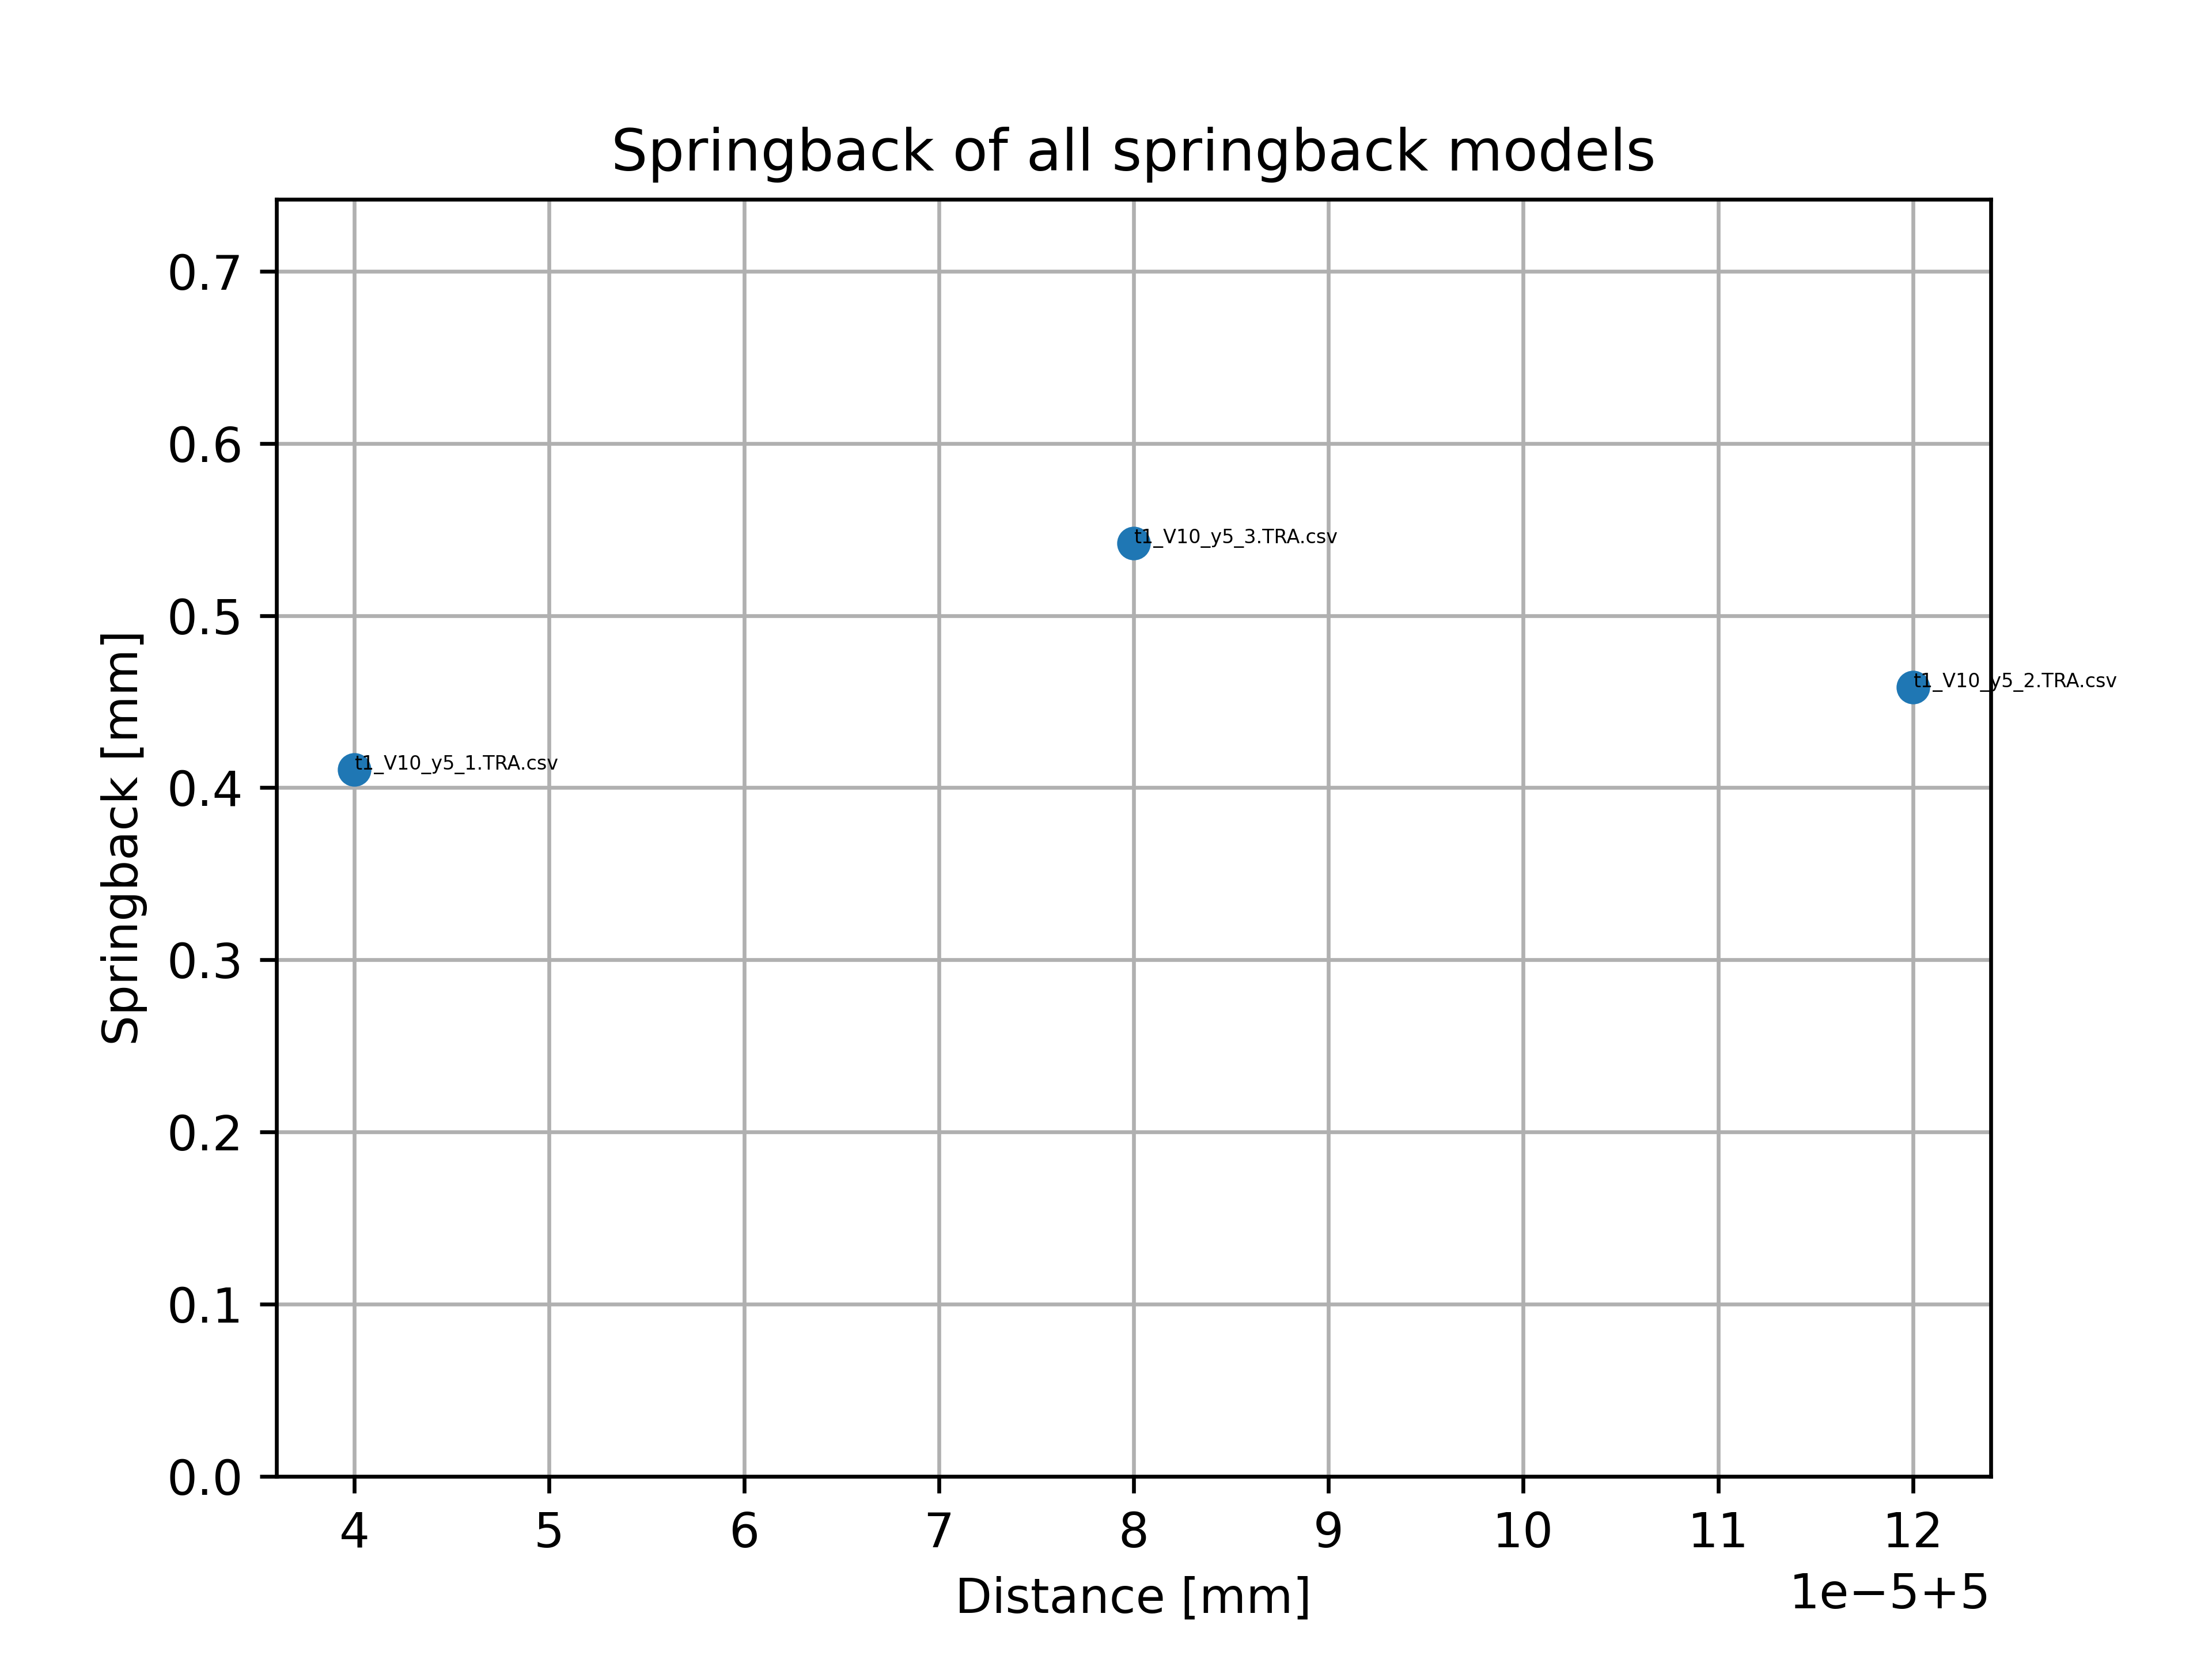 Springback of all springback models
0.7
0.6
0.5
0.4
0.3
0.2
0.1
0.0
Springback [mm]
t1_V10_y5_3.TRA.csv
t1_V10_y5_2.TRA.csv
t1_V10_y5_1.TRA.csv
4 5 6 7 8 9 10 11 12
Distance [mm]
1e−5+5